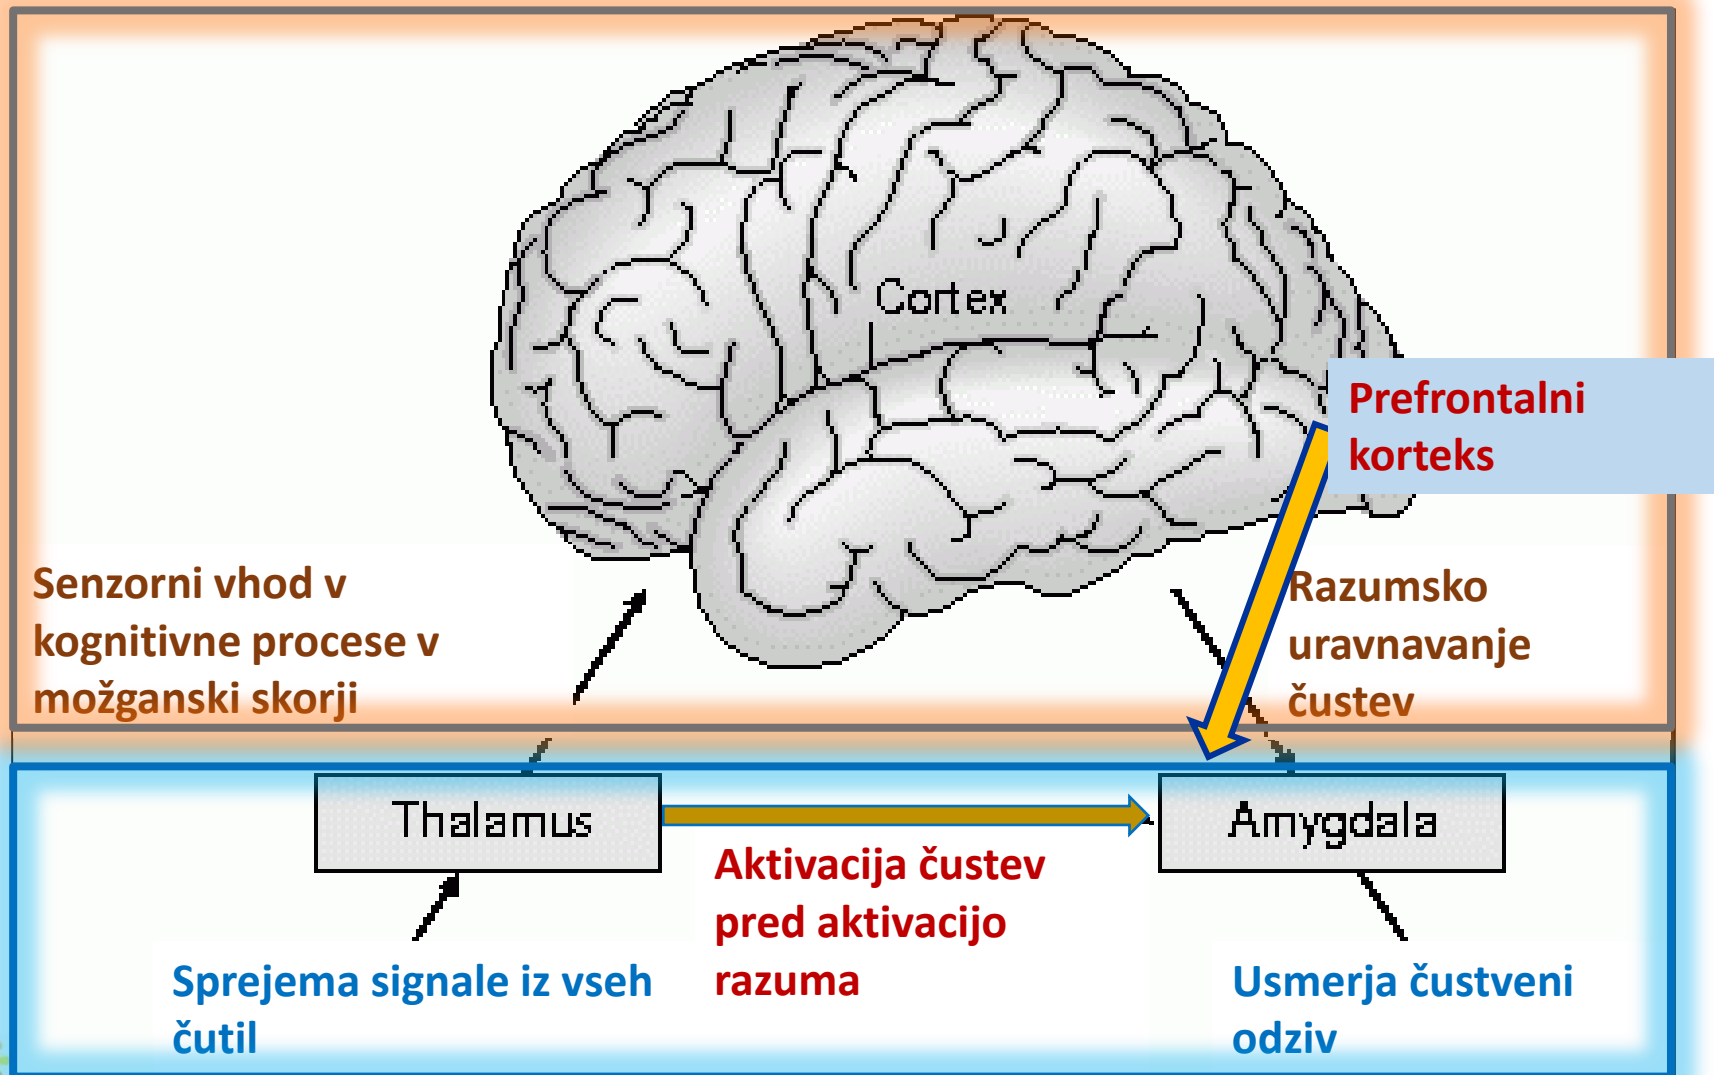 Cortex
Prefrontalni
korteks
Senzorni vhod v
kognitivne procese v
možganski skorji
Razumsko
uravnavanje
čustev
Thalamus
Amygdala
Aktivacija čustev
pred aktivacijo
razuma
Sprejema signale iz vseh
čutil
Usmerja čustveni
odziv